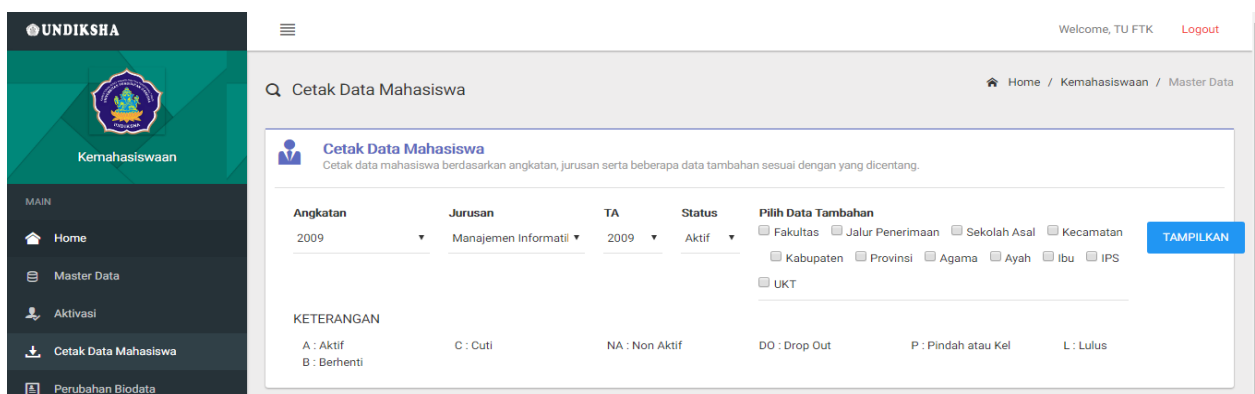 UNDIKSHA
Welcome, TU FTK Logout
Kemahasiswaan
MAIN
Home
Master Data
Aktivasi
Cetak Data Mahasiswa
Perubahan Biodata
Cetak Data Mahasiswa
Home / Kemahasiswaan / Master Data
Cetak Data Mahasiswa
Cetak data mahasiswa berdasarkan angkatan, jurusan serta beberapa data tambahan sesuai dengan yang dicentang.
Angkatan Jurusan TA Status Pilih Data Tambahan
2009 Manajemen Informatil 2009 Aktif
Fakultas Jalur Penerimaan Sekolah Asal Kecamatan
Kabupaten Provinsi Agama Ayah Ibu IPS
UKT
TAMPILKAN
KETERANGAN
A : Aktif C : Cuti NA : Non Aktif DO : Drop Out P : Pindah atau Kel L : Lulus
B : Berhenti